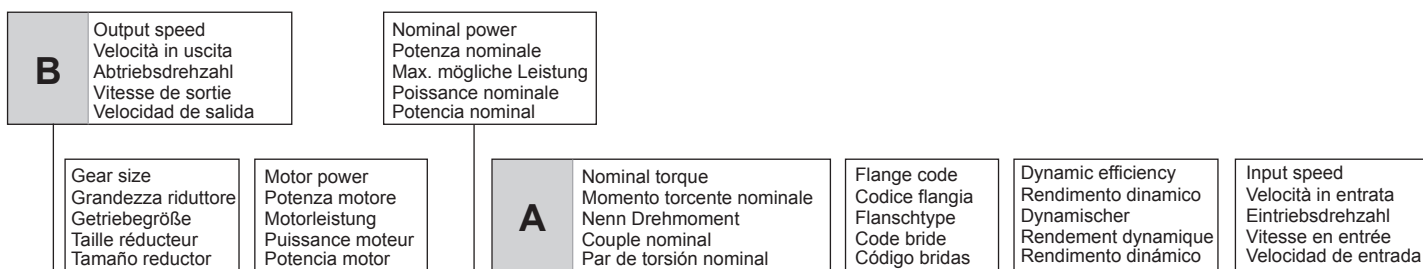 B
Output speed
Velocità in uscita
Abtriebsdrehzahl
Vitesse de sortie
Velocidad de salida
Nominal power
Potenza nominale
Max. mögliche Leistung
Poissance nominale
Potencia nominal
Gear size
Grandezza riduttore
Getriebegröße
Taille réducteur
Tamaño reductor
Motor power
Potenza motore
Motorleistung
Puissance moteur
Potencia motor
A
Nominal torque
Momento torcente nominale
Nenn Drehmoment
Couple nominal
Par de torsión nominal
Flange code
Codice flangia
Flanschtype
Code bride
Código bridas
Dynamic efficiency
Rendimento dinamico
Dynamischer
Rendement dynamique
Rendimento dinámico
Input speed
Velocità in entrata
Eintriebsdrehzahl
Vitesse en entrée
Velocidad de entrada